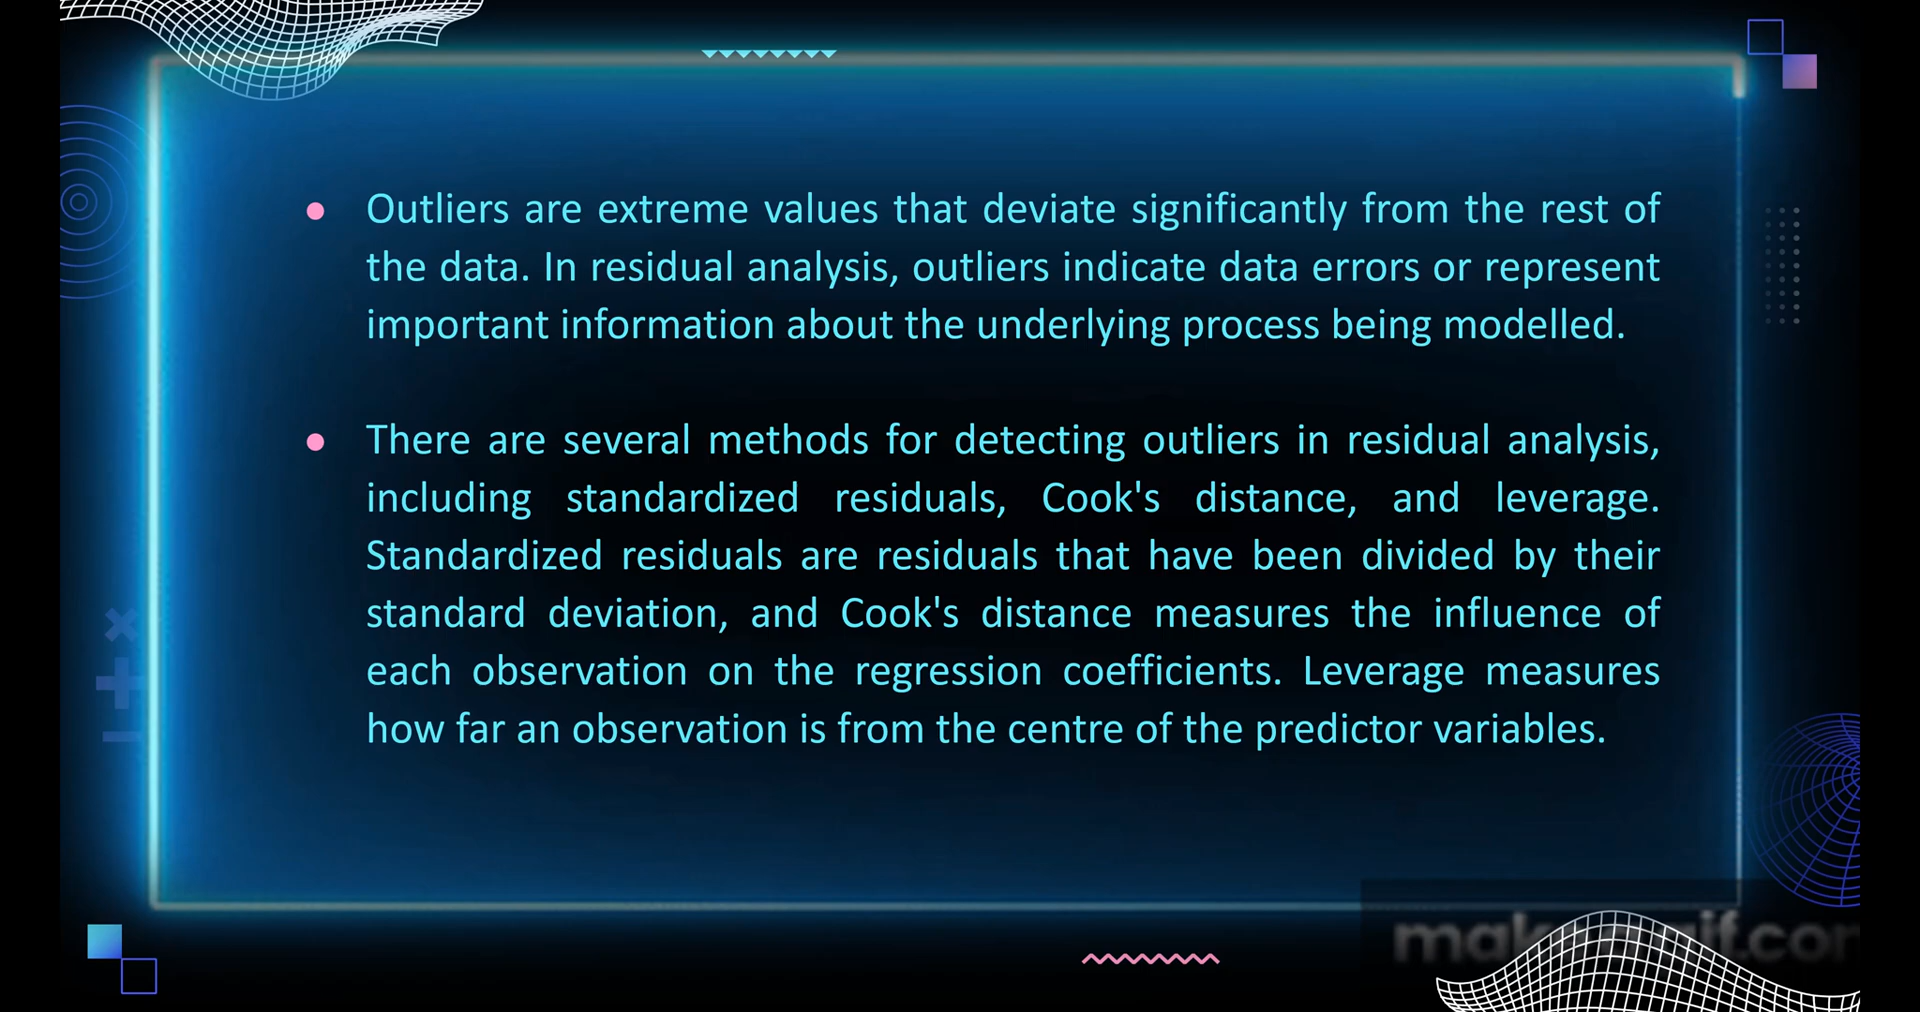 ● Outliers are extreme values that deviate significantly from the rest of
the data. In residual analysis, outliers indicate data errors or represent
important information about the underlying process being modelled.
● There are several methods for detecting outliers in residual analysis,
including standardized residuals, Cook's distance, and leverage.
Standardized residuals are residuals that have been divided by their
standard deviation, and Cook's distance measures the influence of
each observation on the regression coefficients. Leverage measures
how far an observation is from the centre of the predictor variables.